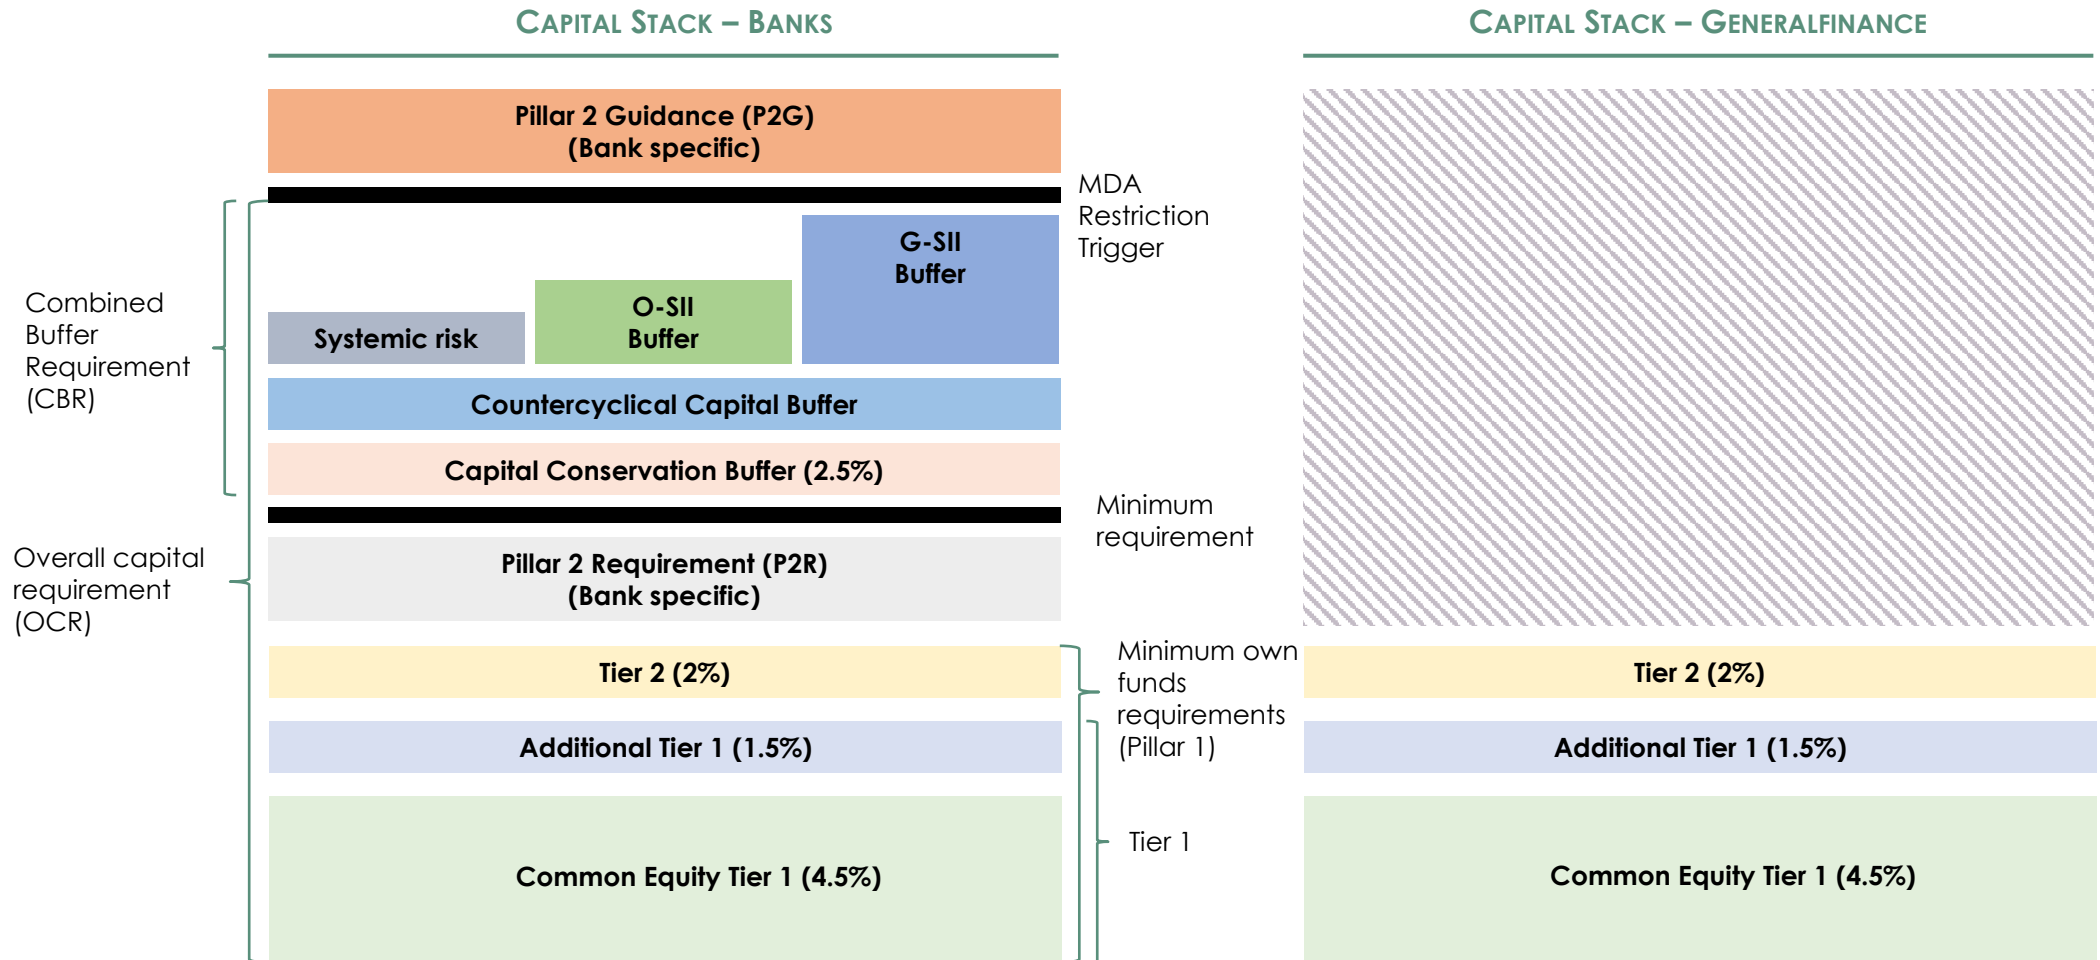 CAPITAL STACK – BANKS
Pillar 2 Guidance (P2G)
(Bank specific)
MDA
Restriction
Trigger
G-SII
Buffer
O-SII
Buffer
Systemic risk
Combined
Buffer
Requirement
(CBR)
Countercyclical Capital Buffer
Capital Conservation Buffer (2.5%)
Minimum
requirement
Overall capital
requirement
(OCR)
Pillar 2 Requirement (P2R)
(Bank specific)
Tier 2 (2%)
Minimum own
funds
requirements
(Pillar 1)
Additional Tier 1 (1.5%)
Tier 1
Common Equity Tier 1 (4.5%)
CAPITAL STACK – GENERALFINANCE
Tier 2 (2%)
Additional Tier 1 (1.5%)
Common Equity Tier 1 (4.5%)